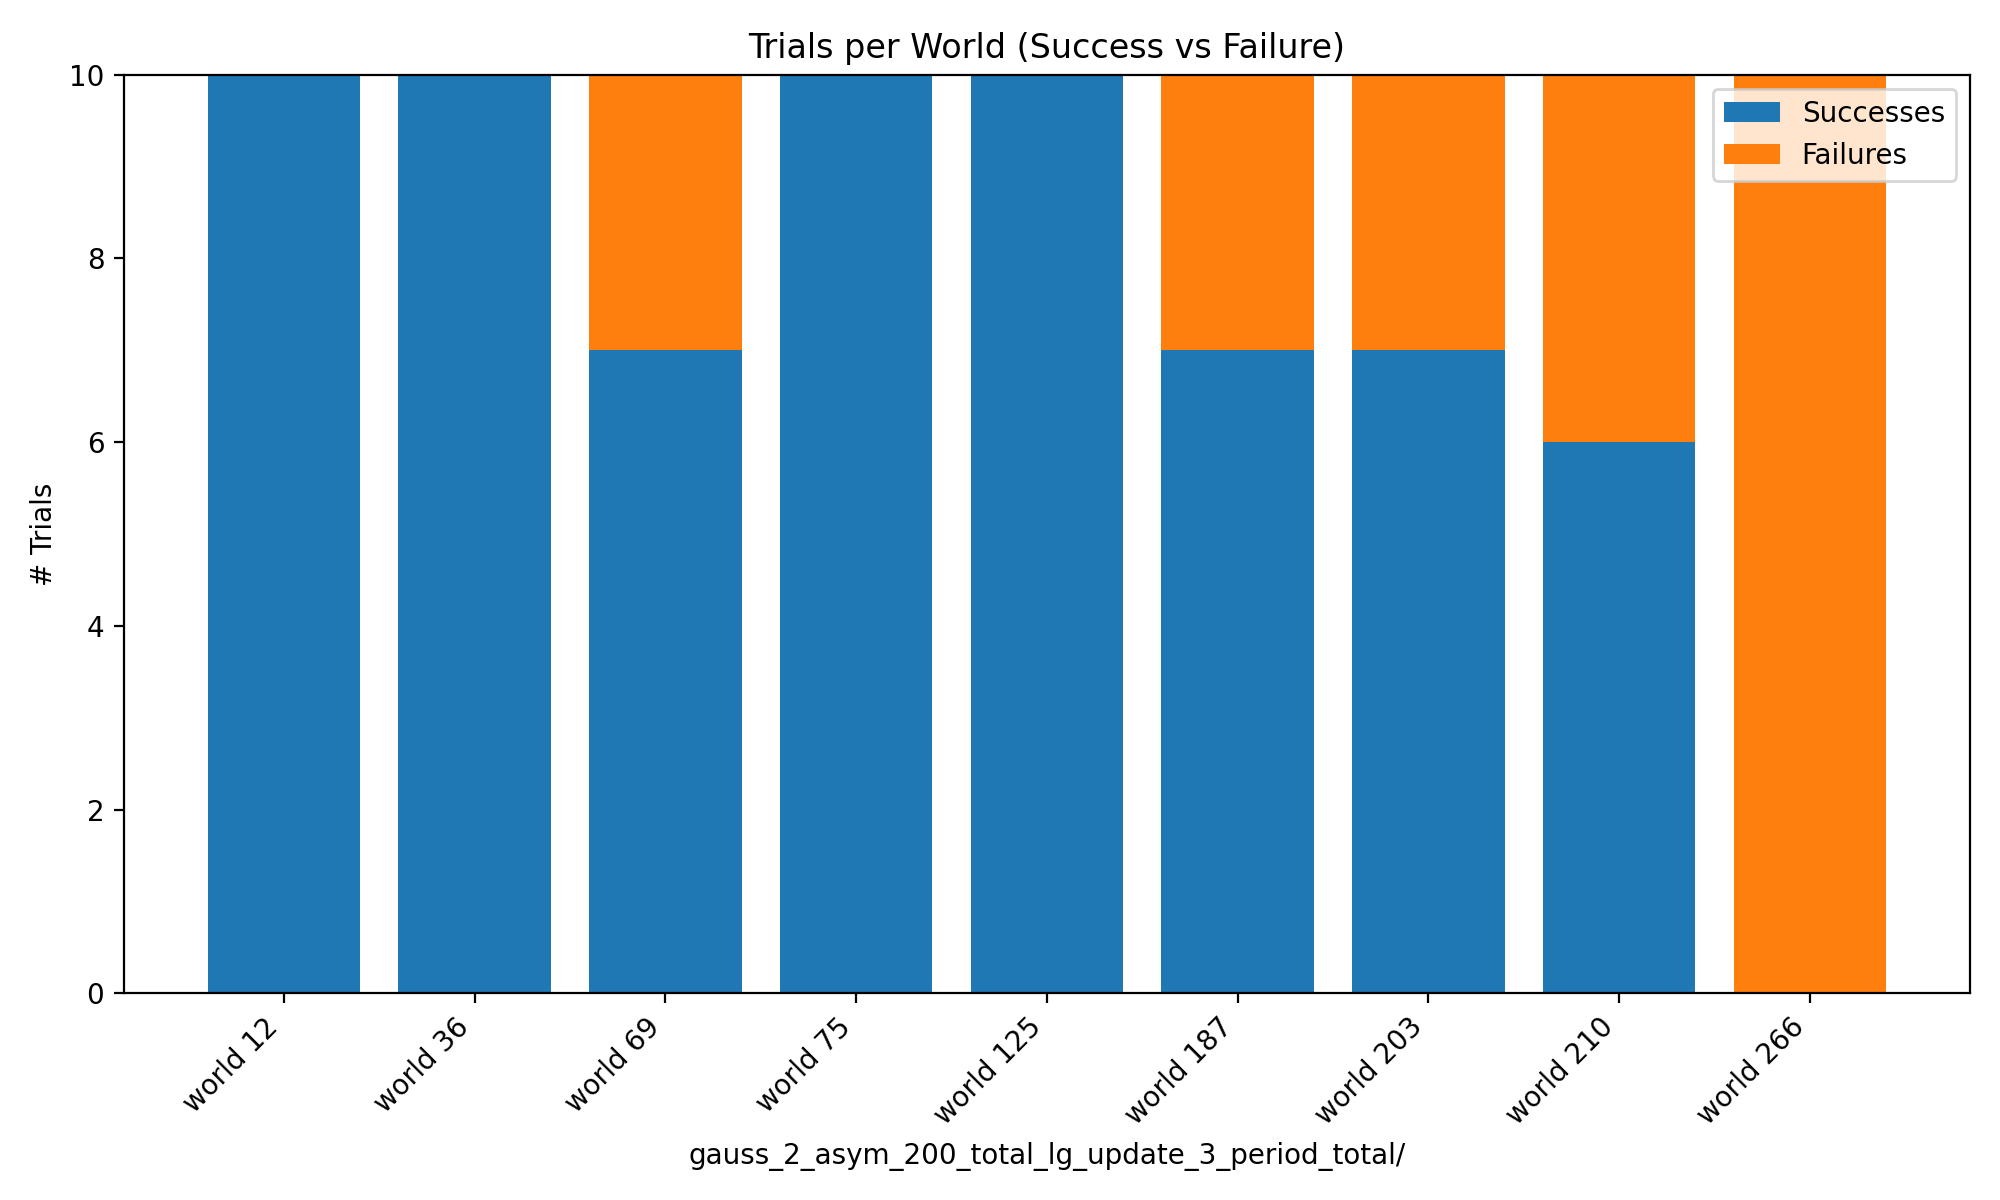 Trials per World (Success vs Failure)
10
8
6
4
2
0
# Trials
Successes
Failures
world 12
world 36
world 69
world 75
world 125
world 187
world 203
world 210
world 266
gauss_2_asym_200_total_lg_update_3_period_total/